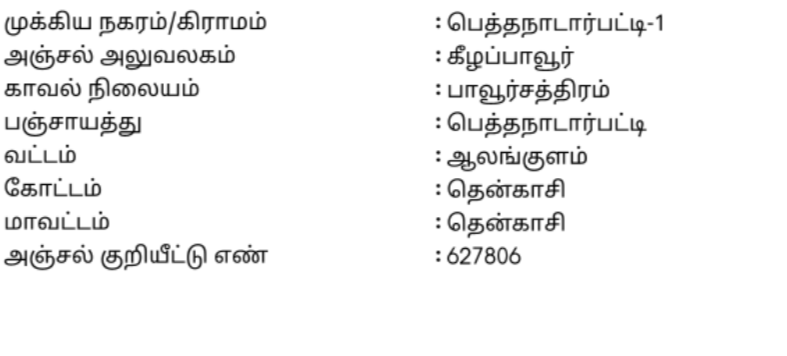 முக்கிய நகரம்/கிராமம் : பெத்தநாடார்பட்டி-1
அஞ்சல் அலுவலகம் : கீழப்பாவூர்
காவல் நிலையம் : பாவூர்சத்திரம்
பஞ்சாயத்து : பெத்தநாடார்பட்டி
வட்டம் : ஆலங்குளம்
கோட்டம் : தென்காசி
மாவட்டம் : தென்காசி
அஞ்சல் குறியீட்டு எண் : 627806